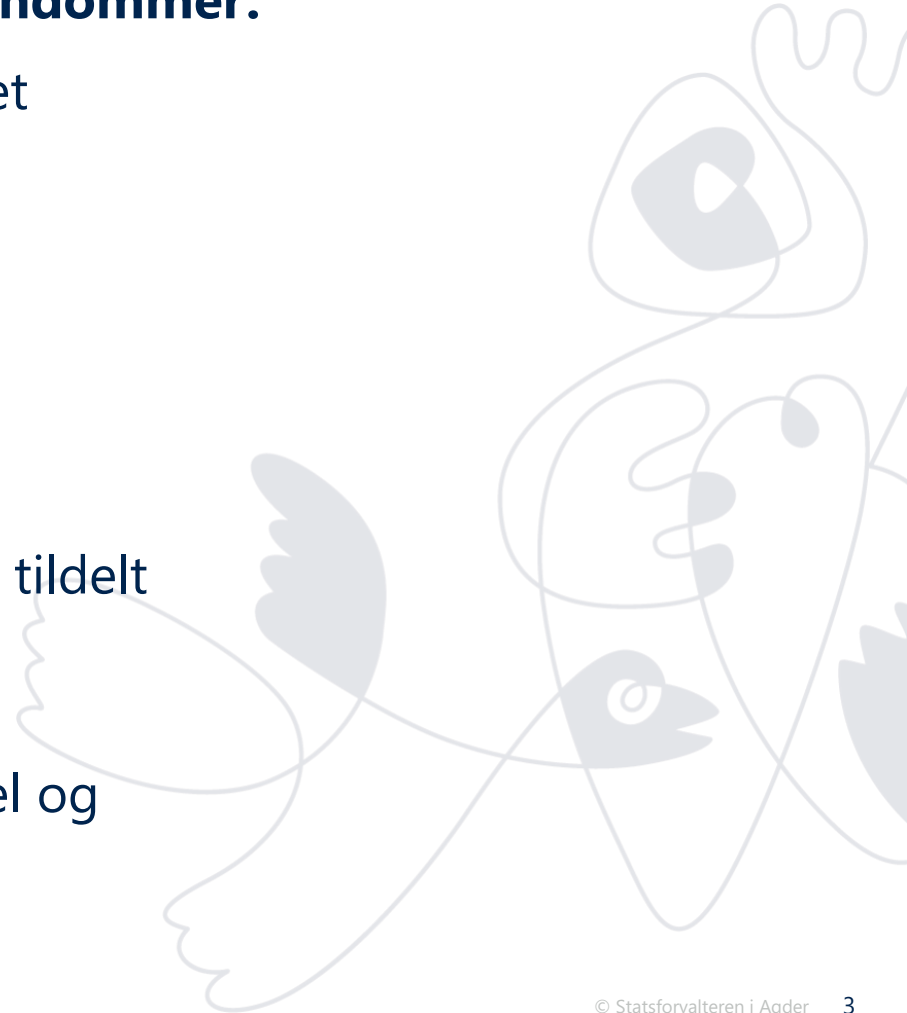 ndommer.
et
tildelt
el og
© Statsforvalteren i Agder 3